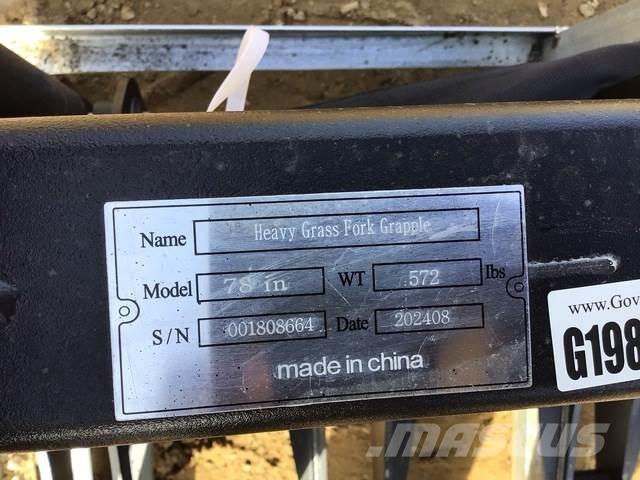 Name Heavy Grass Fork Grapple
Model 78 in WT 572 lbs
S/N 001808664 Date 202408
made in china
www.Gov
G198
MASCUS